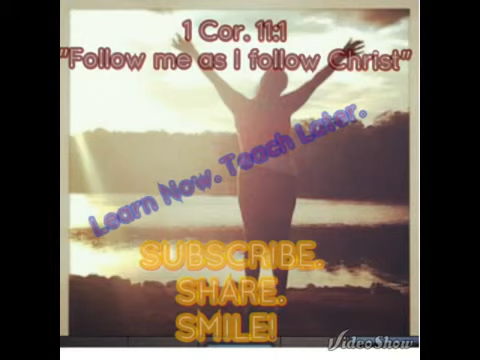 1 Cor. 11:1
"Follow me as I follow Christ"
Learn Now. Teach Later.
SUBSCRIBE.
SHARE.
SMILE!
VideoShow